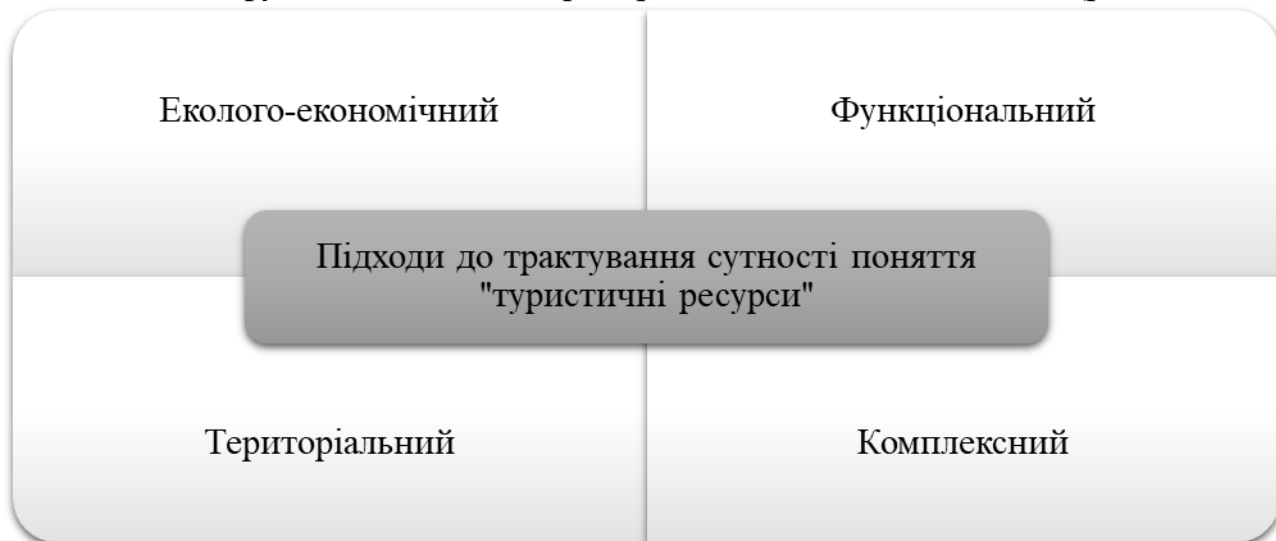 Еколого-економічний
Функціональний
Підходи до трактування сутності поняття
"туристичні ресурси"
Територіальний
Комплексний